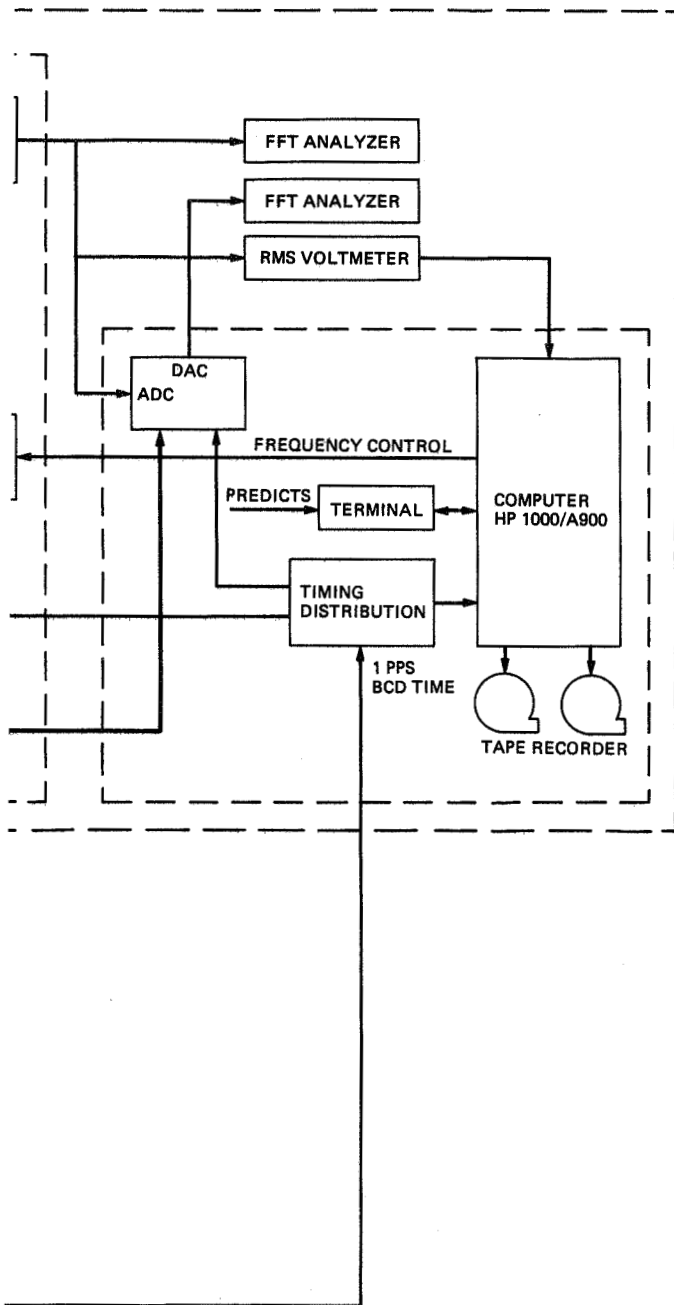 FFT ANALYZER
FFT ANALYZER
RMS VOLTMETER
DAC
ADC
FREQUENCY CONTROL
PREDICTS
TERMINAL
COMPUTER
HP 1000/A900
TIMING
DISTRIBUTION
1 PPS
BCD TIME
TAPE RECORDER